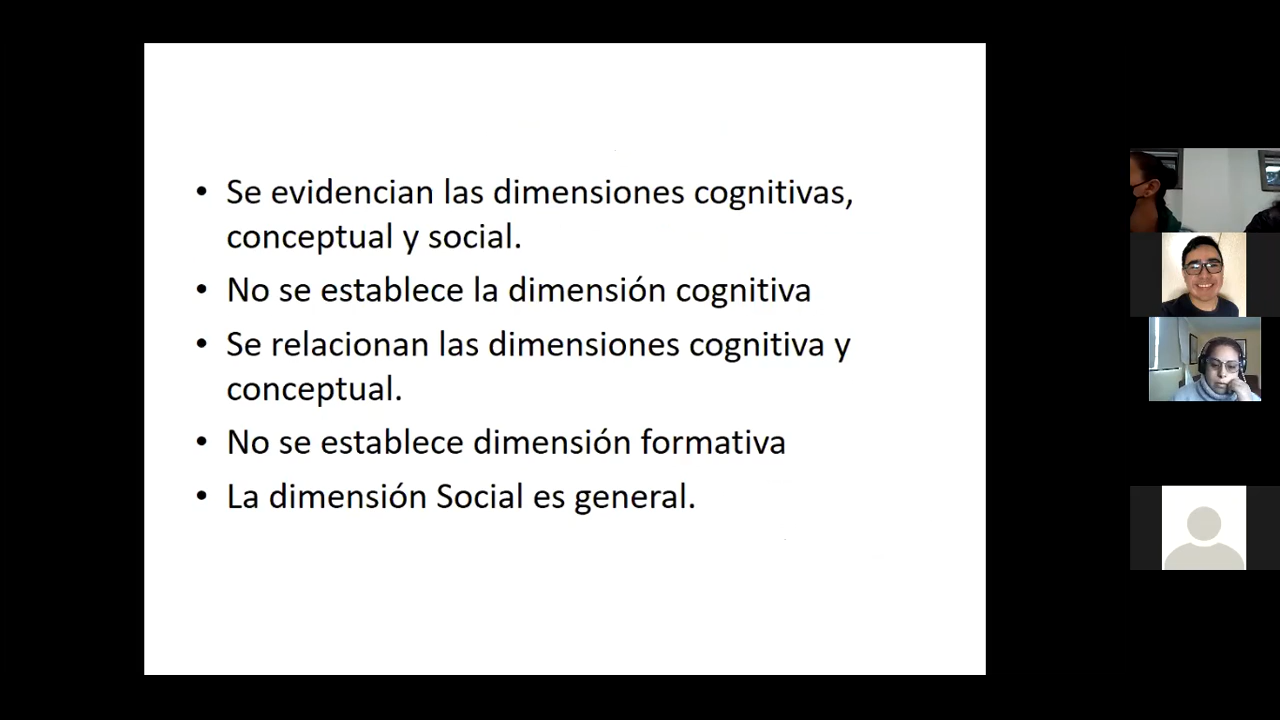 • Se evidencian las dimensiones cognitivas,
conceptual y social.
• No se establece la dimensión cognitiva
• Se relacionan las dimensiones cognitiva y
conceptual.
• No se establece dimensión formativa
• La dimensión Social es general.